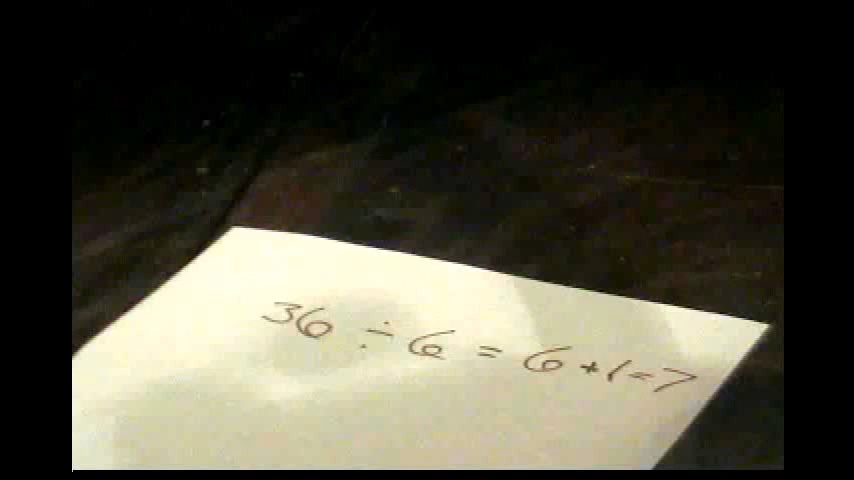 36 ÷ 6 = 6 + 1 = 7